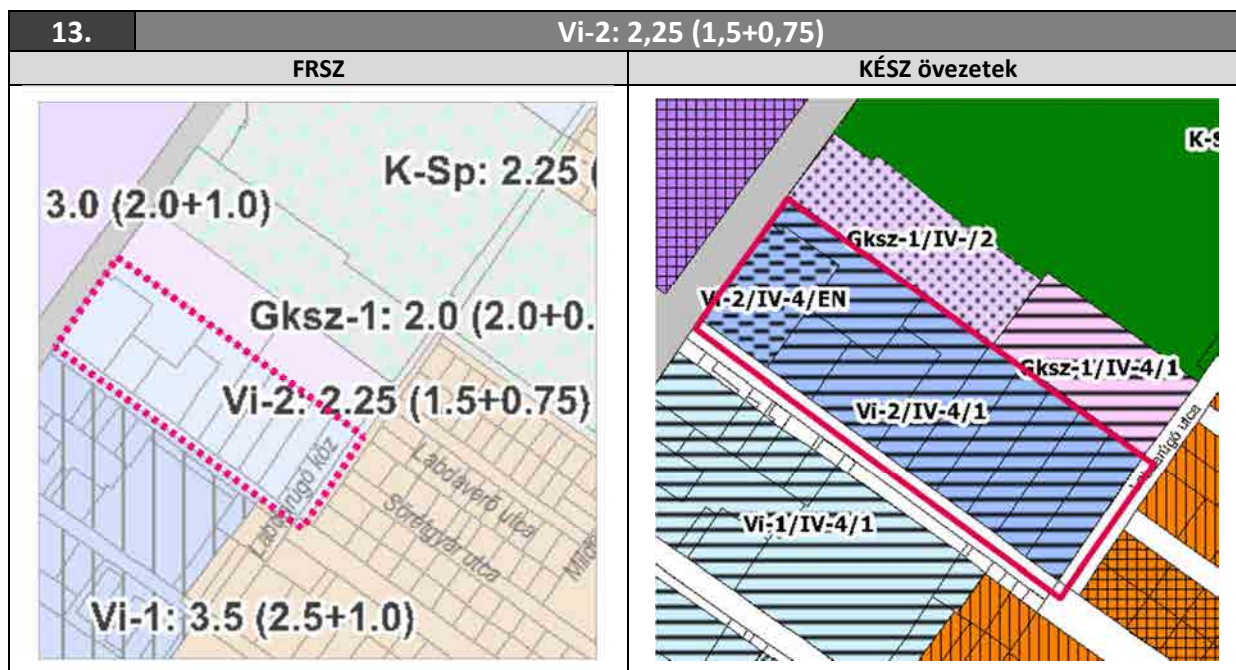 13.
Vi-2: 2,25 (1,5+0,75)
FRSZ
KÉSZ övezetek
K-Sp: 2.25 (
3.0 (2.0+1.0)
Gksz-1: 2.0 (2.0+0.
Vi-2: 2.25 (1.5+0.75)
Labdaverő utca
Söretgyár utca
Vi-1: 3.5 (2.5+1.0)
Gksz-1/IV-/2
Vi-2/IV-4/EN
Gksz-1/IV-4/1
Vi-2/IV-4/1
Vi-1/IV-4/1